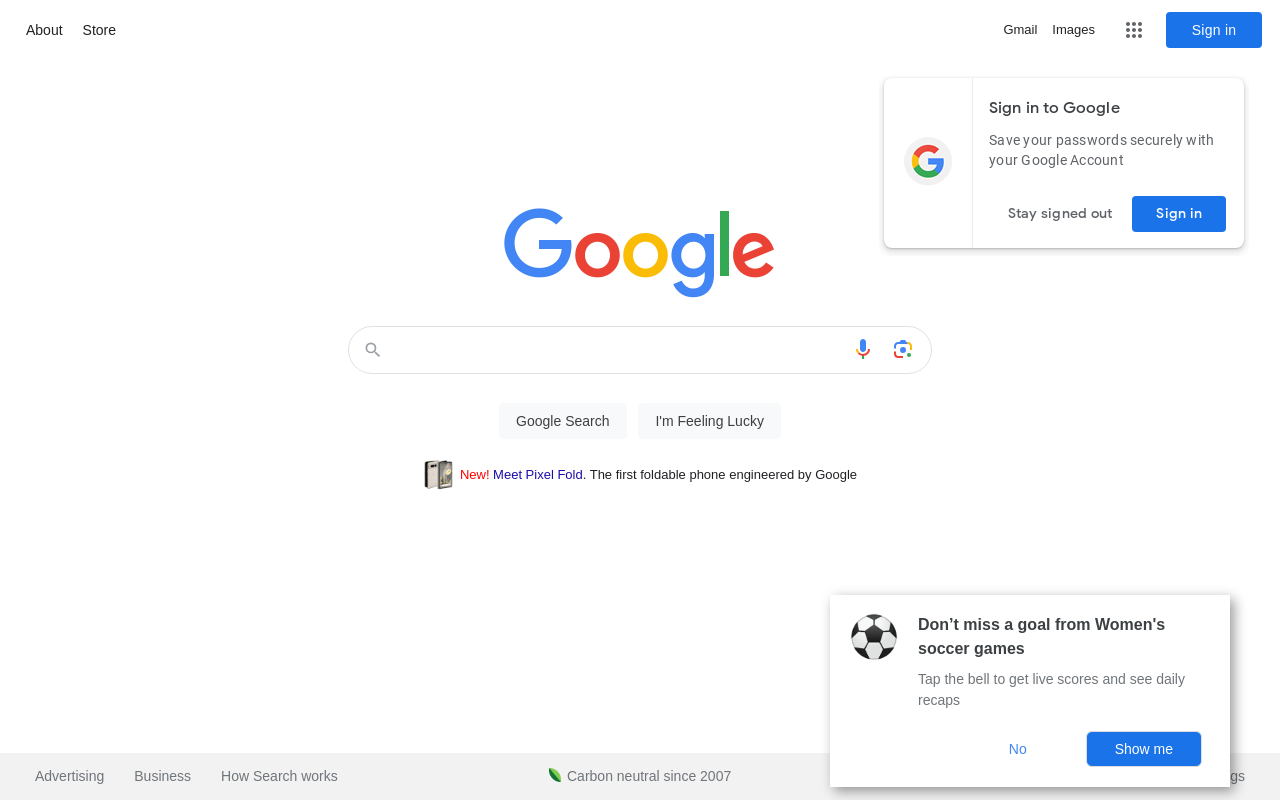 About Store
Gmail Images Sign in
Sign in to Google
Save your passwords securely with
your Google Account
Stay signed out Sign in
Google
Google Search I'm Feeling Lucky
New! Meet Pixel Fold. The first foldable phone engineered by Google
Don’t miss a goal from Women's
soccer games
Tap the bell to get live scores and see daily
recaps
No Show me
Advertising Business How Search works Carbon neutral since 2007